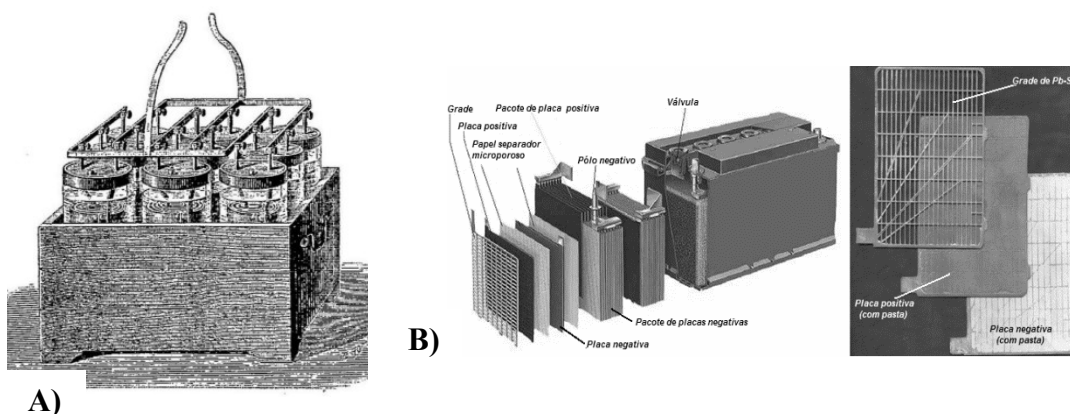 Grade
Pacote de placa positiva
Placa positiva
Papel separador
microporoso
Pólo negativo
Válvula
Pacote de placas negativas
Placa negativa
Grade de Pb-S
Placa positiva
(com pasta)
Placa negativa
(com pasta)
A)
B)